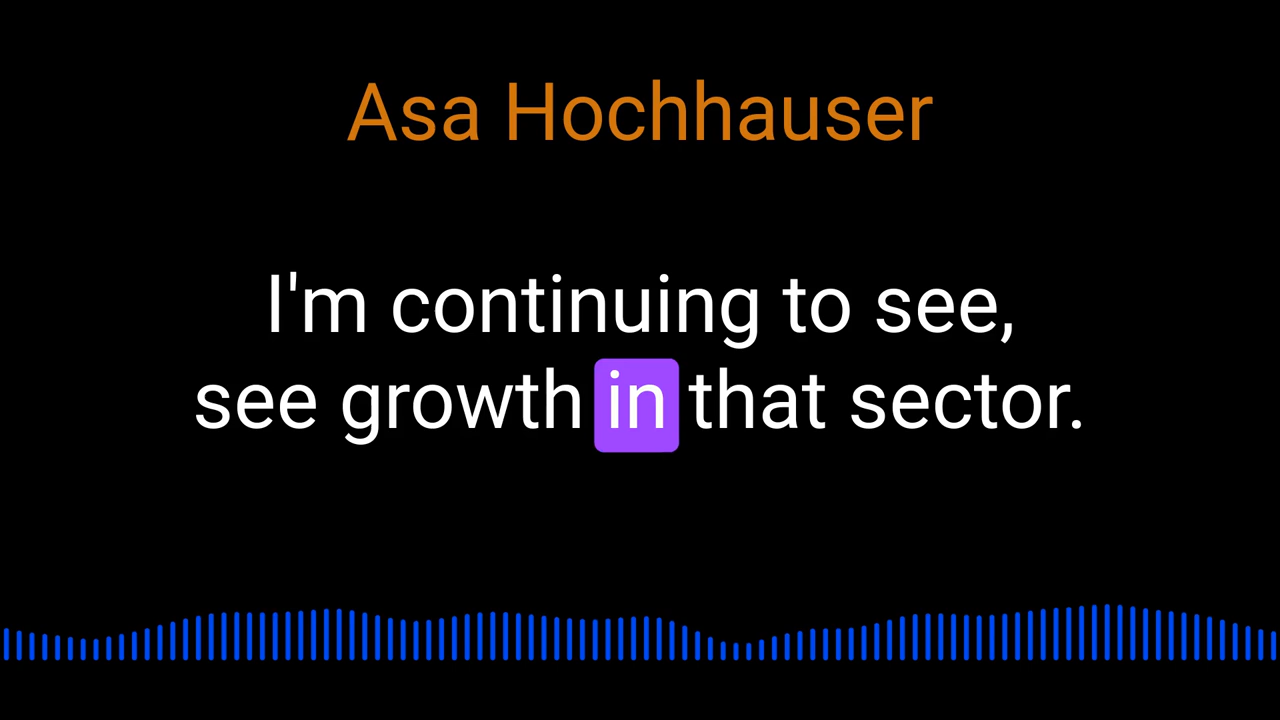 Asa Hochhauser
I'm continuing to see,
see growth in that sector.